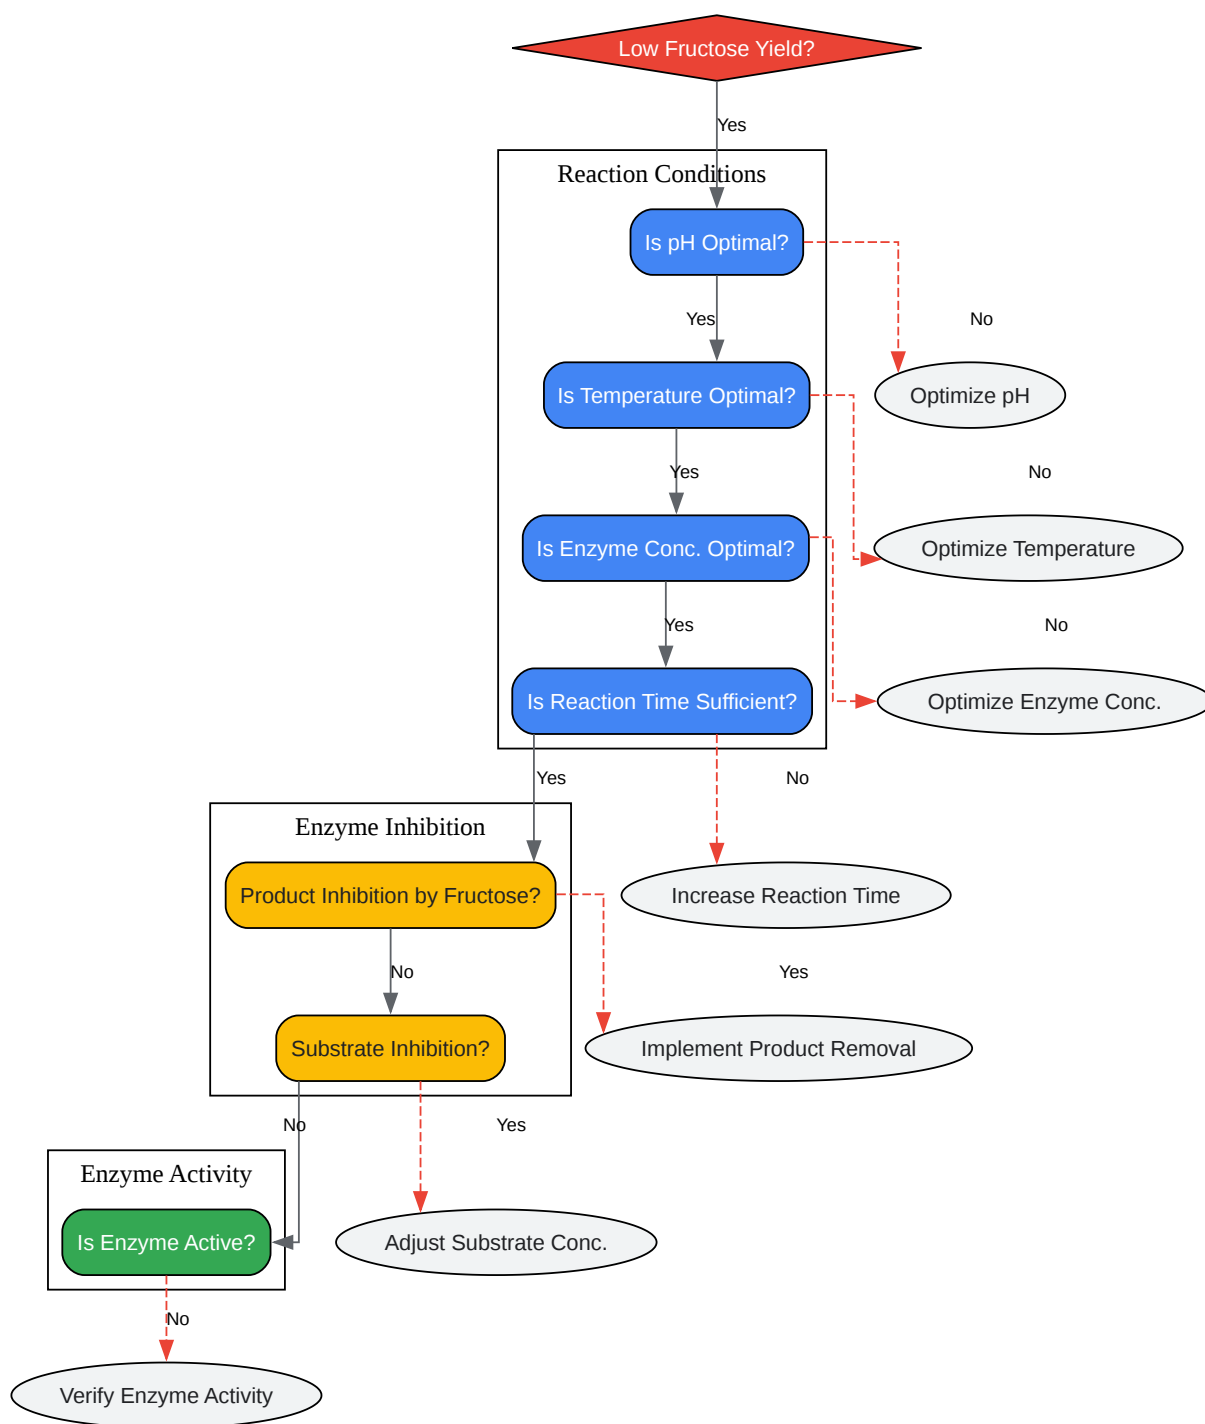 Low Fructose Yield?
Yes
Reaction Conditions
Is pH Optimal?
Yes
No
Is Temperature Optimal?
Optimize pH
Yes
No
Is Enzyme Conc. Optimal?
Optimize Temperature
Yes
No
Is Reaction Time Sufficient?
Optimize Enzyme Conc.
Yes
No
Enzyme Inhibition
Product Inhibition by Fructose?
Increase Reaction Time
No
Yes
Substrate Inhibition?
Implement Product Removal
No
Yes
Enzyme Activity
Is Enzyme Active?
Adjust Substrate Conc.
No
Verify Enzyme Activity